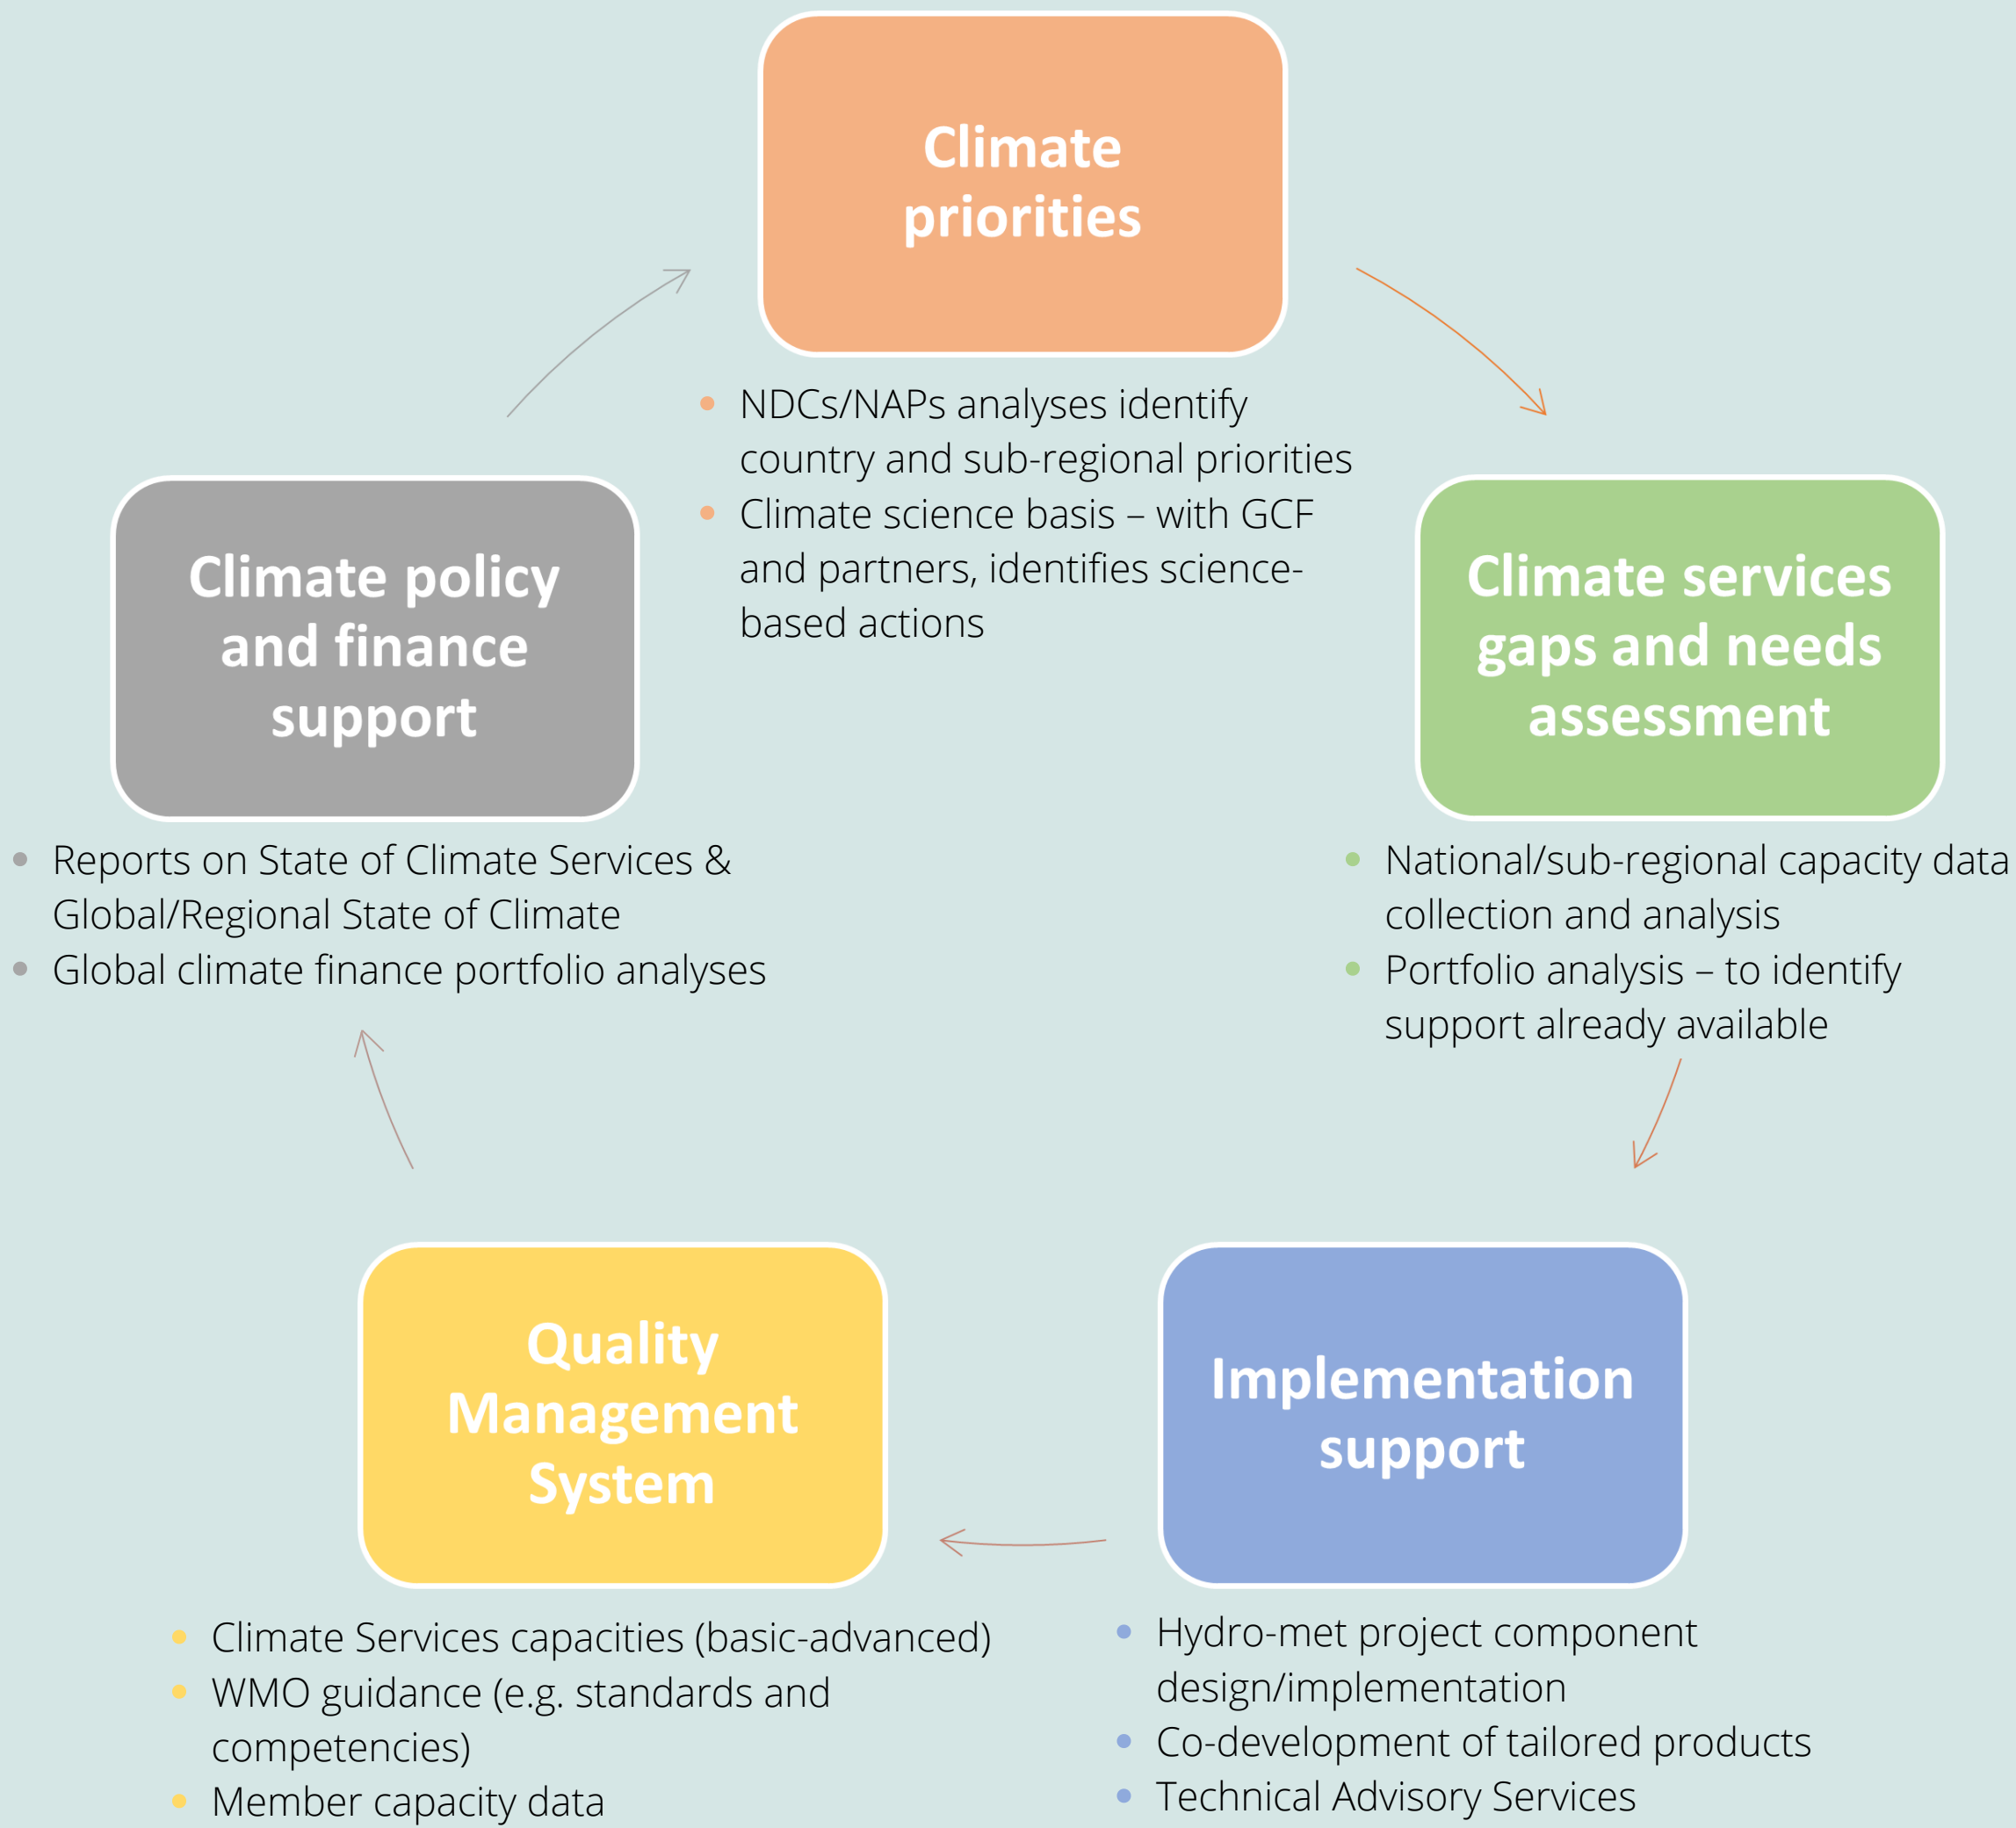 Climate
priorities
NDCs/NAPs analyses identify
country and sub-regional priorities
Climate science basis – with GCF
and partners, identifies science-
based actions
Climate services
gaps and needs
assessment
National/sub-regional capacity data
collection and analysis
Portfolio analysis – to identify
support already available
Implementation
support
Hydro-met project component
design/implementation
Co-development of tailored products
Technical Advisory Services
Quality
Management
System
Climate Services capacities (basic-advanced)
WMO guidance (e.g. standards and
competencies)
Member capacity data
Climate policy
and finance
support
Reports on State of Climate Services &
Global/Regional State of Climate
Global climate finance portfolio analyses